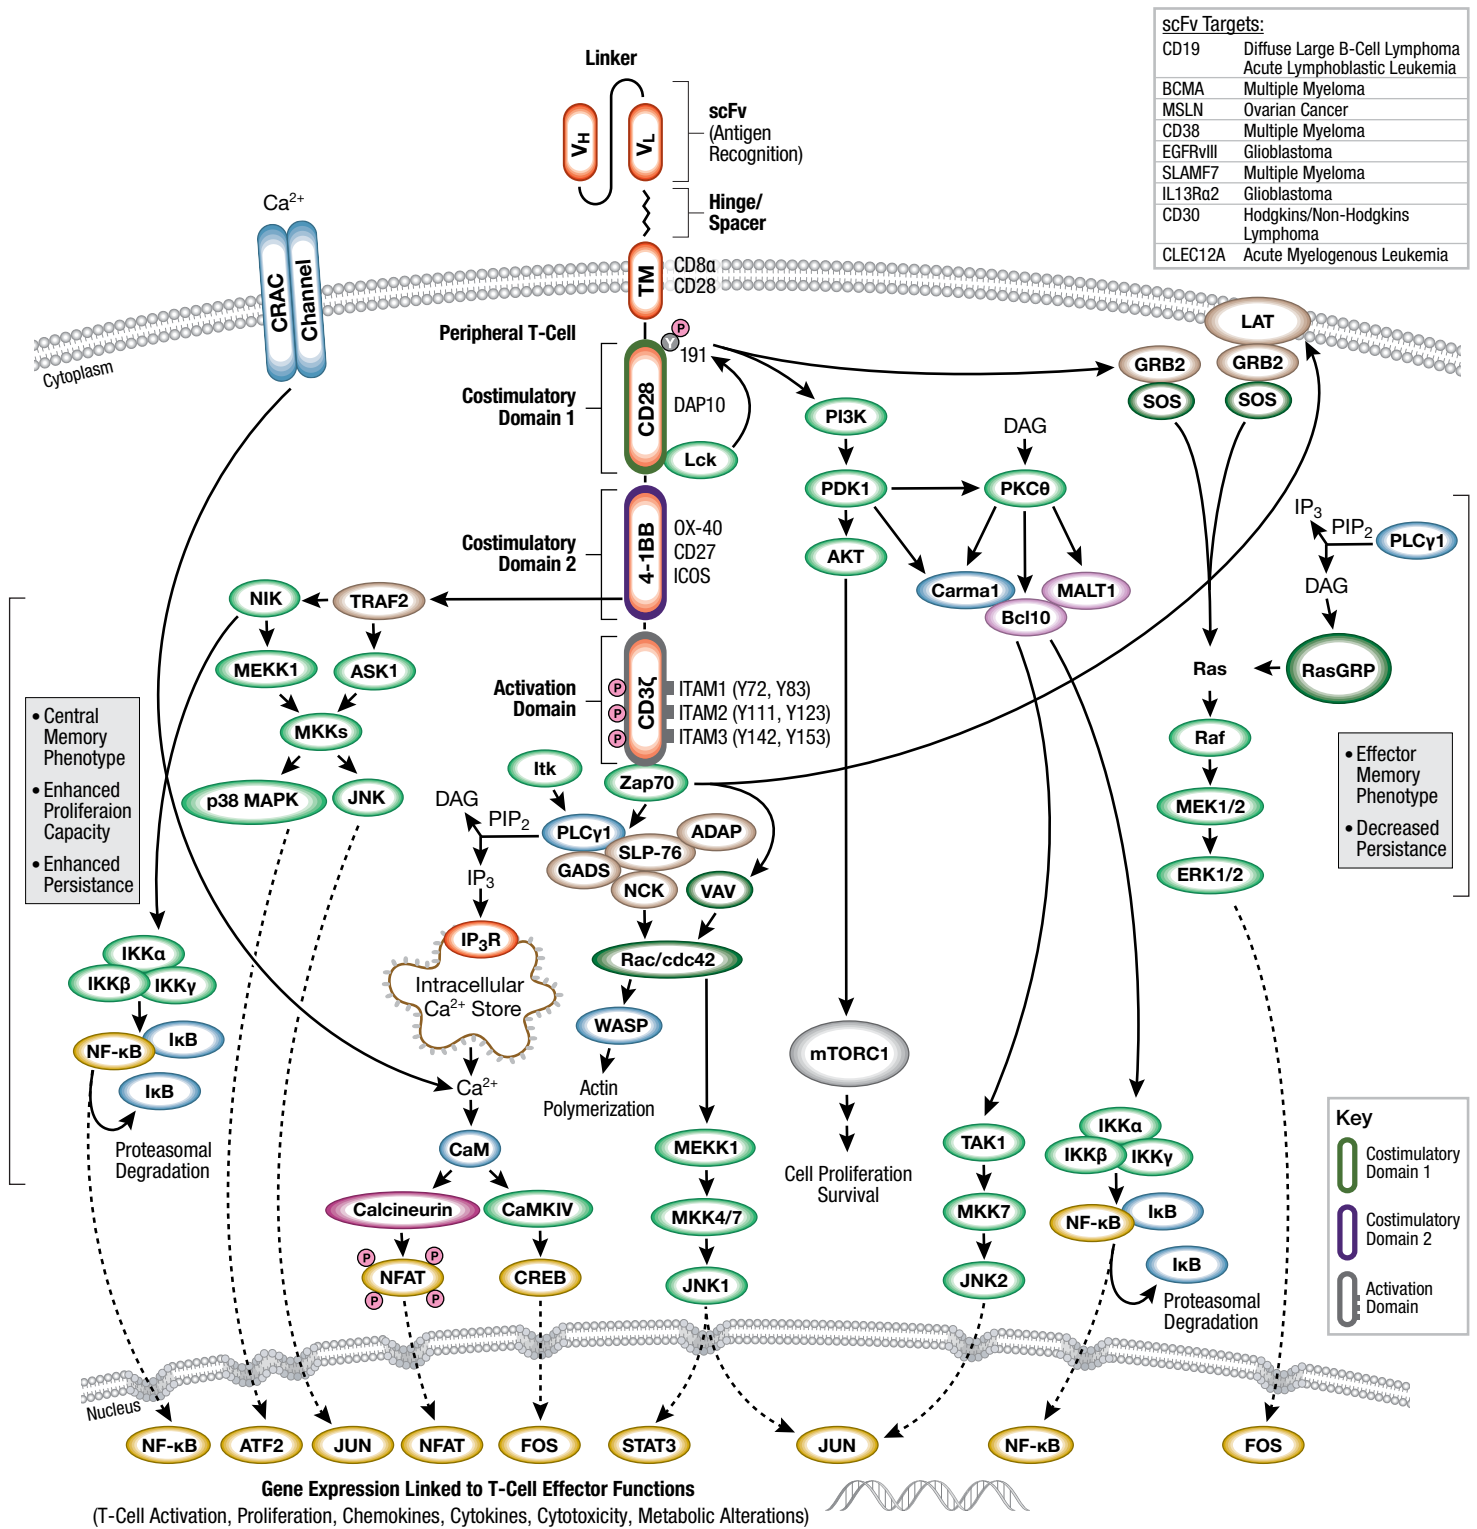 scFv Targets:
CD19 Diffuse Large B-Cell Lymphoma
Acute Lymphoblastic Leukemia
BCMA Multiple Myeloma
MSLN Ovarian Cancer
CD38 Multiple Myeloma
EGFRvIII Glioblastoma
SLAMF7 Multiple Myeloma
IL13Rα2 Glioblastoma
CD30 Hodgkins/Non-Hodgkins
Lymphoma
CLEC12A Acute Myelogenous Leukemia
Linker
VH
VL
scFv
(Antigen
Recognition)
Hinge/
Spacer
Ca2+
CRAC
Channel
TM
CD8α
CD28
Cytoplasm
Peripheral T-Cell
P
Y
191
LAT
GRB2
GRB2
SOS
SOS
Costimulatory
Domain 1
CD28
DAP10
Lck
PI3K
DAG
PDK1
PKCθ
AKT
Carma1
MALT1
Bcl10
IP3
PIP2
PLCγ1
DAG
RasGRP
Ras
Costimulatory
Domain 2
4-1BB
OX-40
CD27
ICOS
NIK
TRAF2
MEKK1
ASK1
MKKs
p38 MAPK
JNK
Activation
Domain
CD3ζ
P
P
P
ITAM1 (Y72, Y83)
ITAM2 (Y111, Y123)
ITAM3 (Y142, Y153)
• Central
Memory
Phenotype
• Enhanced
Proliferaion
Capacity
• Enhanced
Persistance
Raf
MEK1/2
ERK1/2
• Effector
Memory
Phenotype
• Decreased
Persistance
Itk
Zap70
DAG
PIP2
PLCγ1
ADAP
SLP-76
GADS
NCK
VAV
IP3
IP3R
Intracellular
Ca2+ Store
Rac/cdc42
WASP
Actin
Polymerization
IKKα
IKKβ
IKKγ
NF-κB
IκB
IκB
Proteasomal
Degradation
Ca2+
CaM
Calcineurin
CaMKIV
P
P
NFAT
P
P
CREB
MEKK1
MKK4/7
JNK1
mTORC1
Cell Proliferation
Survival
TAK1
MKK7
JNK2
IKKα
IKKβ
IKKγ
NF-κB
IκB
IκB
Proteasomal
Degradation
Key
Costimulatory
Domain 1
Costimulatory
Domain 2
Activation
Domain
Nucleus
NF-κB
ATF2
JUN
NFAT
FOS
STAT3
JUN
NF-κB
FOS
Gene Expression Linked to T-Cell Effector Functions
(T-Cell Activation, Proliferation, Chemokines, Cytokines, Cytotoxicity, Metabolic Alterations)